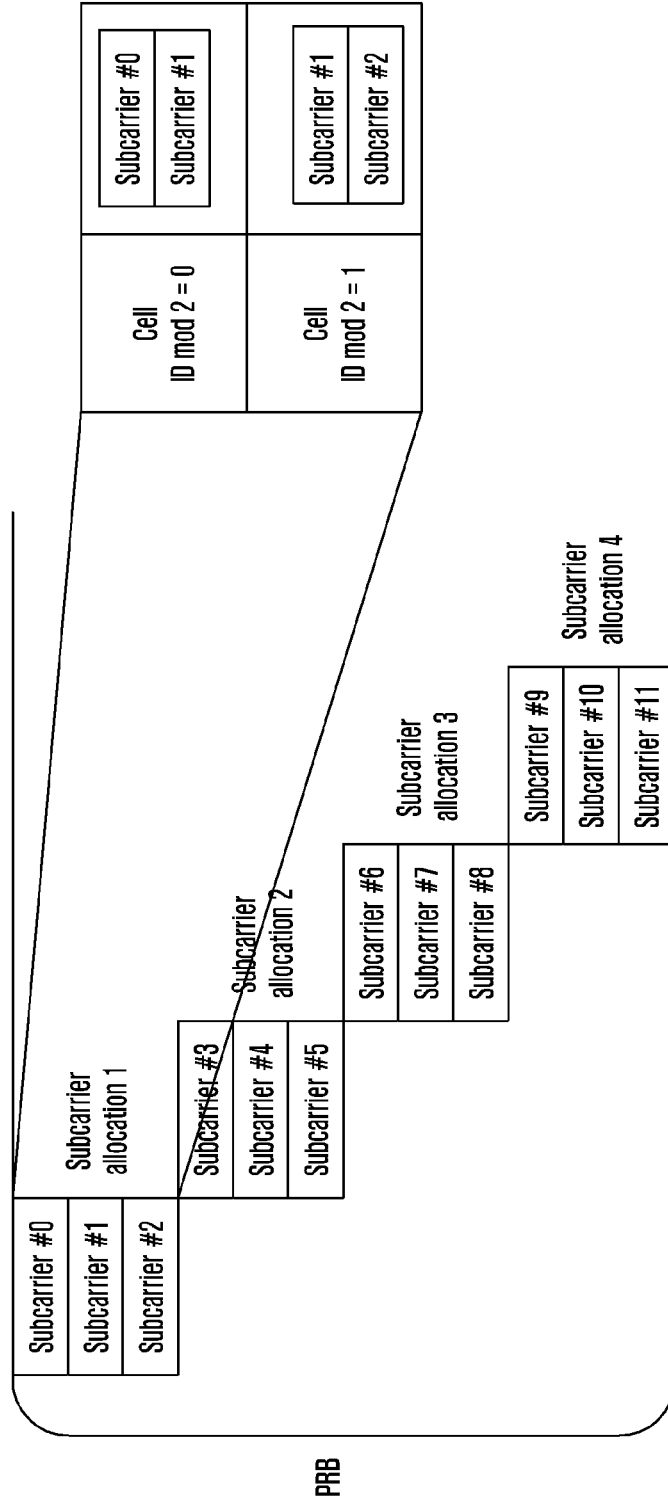 PRB
Subcarrier #0
Subcarrier #1
Subcarrier #2
Subcarrier
allocation 1
Subcarrier #3
Subcarrier #4
Subcarrier #5
Subcarrier
allocation 2
Subcarrier #6
Subcarrier #7
Subcarrier #8
Subcarrier
allocation 3
Subcarrier #9
Subcarrier #10
Subcarrier #11
Subcarrier
allocation 4
Cell
ID mod 2 = 0
Subcarrier #0
Subcarrier #1
Cell
ID mod 2 = 1
Subcarrier #1
Subcarrier #2